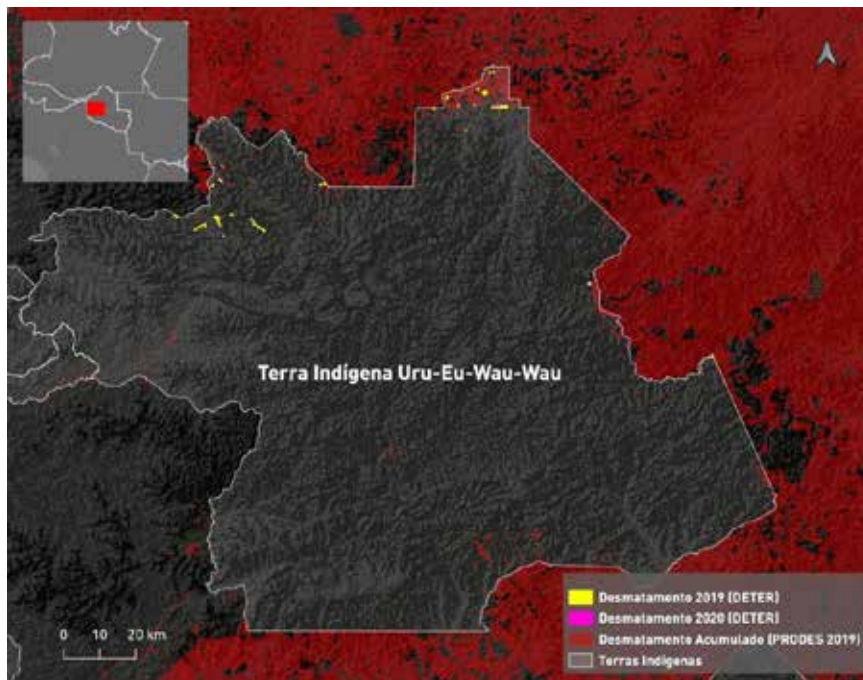 Terra Indígena Uru-Eu-Wau-Wau
Desmatamento 2019 (DETER)
Desmatamento 2020 (DETER)
Desmatamento Acumulado (PRODES 2019)
Terras Indígenas
0 10 20 km